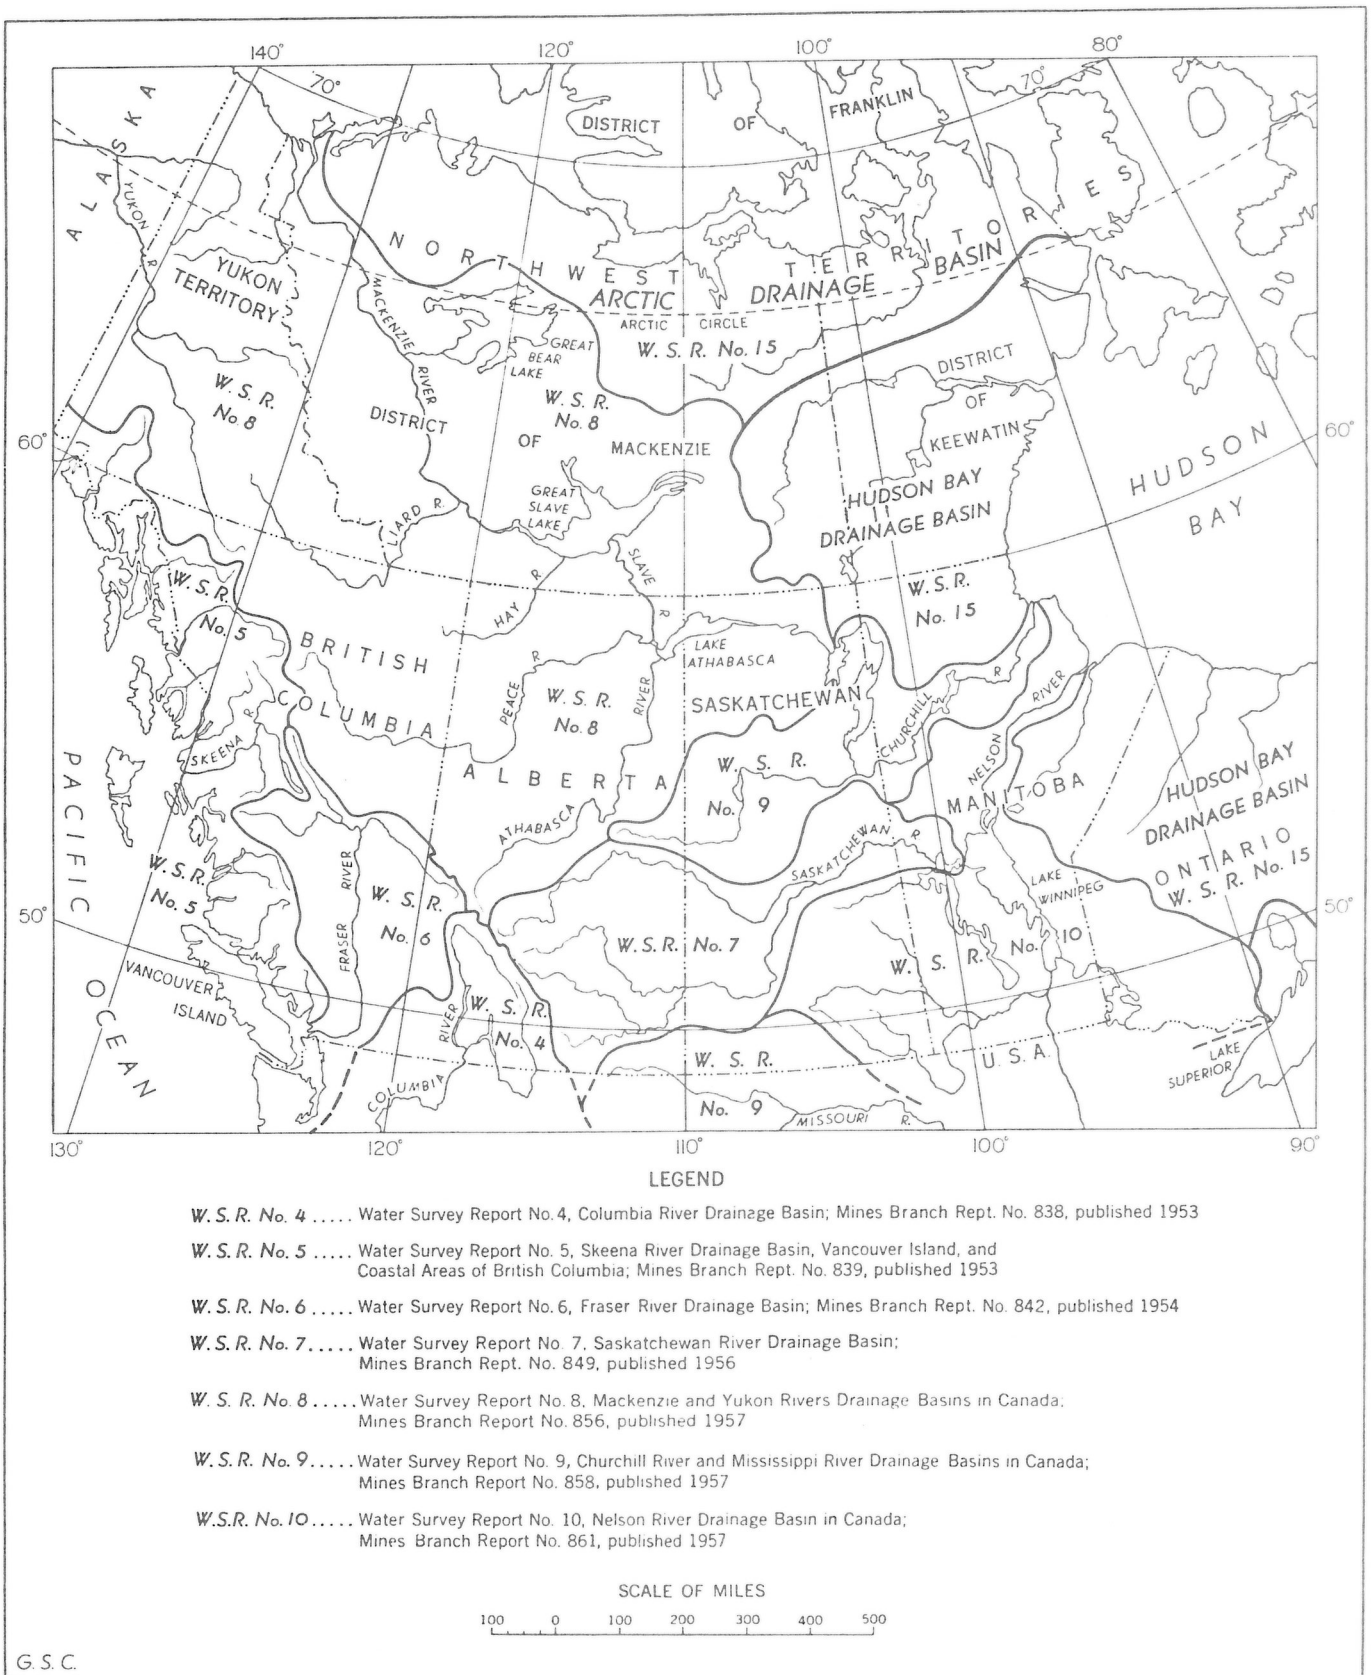 140° 120° 100° 80°
70° 70°
ALASKA
DISTRICT OF FRANKLIN
YUKON R.
NORTHWEST TERRITORIES
YUKON TERRITORY
ARCTIC DRAINAGE BASIN
ARCTIC CIRCLE
W. S. R. No. 15
MACKENZIE RIVER
GREAT BEAR LAKE
W. S. R. No. 8
DISTRICT OF MACKENZIE
W. S. R. No. 8
DISTRICT OF KEEWATIN
60° 60°
HUDSON BAY
HUDSON BAY
DRAINAGE BASIN
W. S. R. No. 15
GREAT SLAVE LAKE
LIARD R.
SLAVE R.
HAY R.
W. S. R. No. 5
BRITISH COLUMBIA
LAKE ATHABASCA
PEACE R.
W. S. R. No. 8
RIVER
SASKATCHEWAN
CHURCHILL R.
NELSON RIVER
SKEENA R.
PACIFIC OCEAN
ALBERTA
ATHABASCA
W. S. R. No. 9
MANITOBA
HUDSON BAY
DRAINAGE BASIN
ONTARIO
W. S. R. No. 15
SASKATCHEWAN R.
LAKE WINNIPEG
W. S. R. No. 5
FRASER RIVER
W. S. R. No. 6
50° 50°
W. S. R. No. 7
W. S. R. No. 10
VANCOUVER ISLAND
W. S. R. No. 4
COLUMBIA RIVER
W. S. R. No. 9
U.S.A.
LAKE SUPERIOR
MISSOURI R.
130° 120° 110° 100° 90°
LEGEND
W. S. R. No. 4 ..... Water Survey Report No. 4, Columbia River Drainage Basin; Mines Branch Rept. No. 838, published 1953
W. S. R. No. 5 ..... Water Survey Report No. 5, Skeena River Drainage Basin, Vancouver Island, and
Coastal Areas of British Columbia; Mines Branch Rept. No. 839, published 1953
W. S. R. No. 6 ..... Water Survey Report No. 6, Fraser River Drainage Basin; Mines Branch Rept. No. 842, published 1954
W. S. R. No. 7 ..... Water Survey Report No. 7, Saskatchewan River Drainage Basin;
Mines Branch Rept. No. 849, published 1956
W. S. R. No. 8 ..... Water Survey Report No. 8, Mackenzie and Yukon Rivers Drainage Basins in Canada;
Mines Branch Report No. 856, published 1957
W. S. R. No. 9 ..... Water Survey Report No. 9, Churchill River and Mississippi River Drainage Basins in Canada;
Mines Branch Report No. 858, published 1957
W.S.R. No. 10 ..... Water Survey Report No. 10, Nelson River Drainage Basin in Canada;
Mines Branch Report No. 861, published 1957
SCALE OF MILES
100 0 100 200 300 400 500
G. S. C.